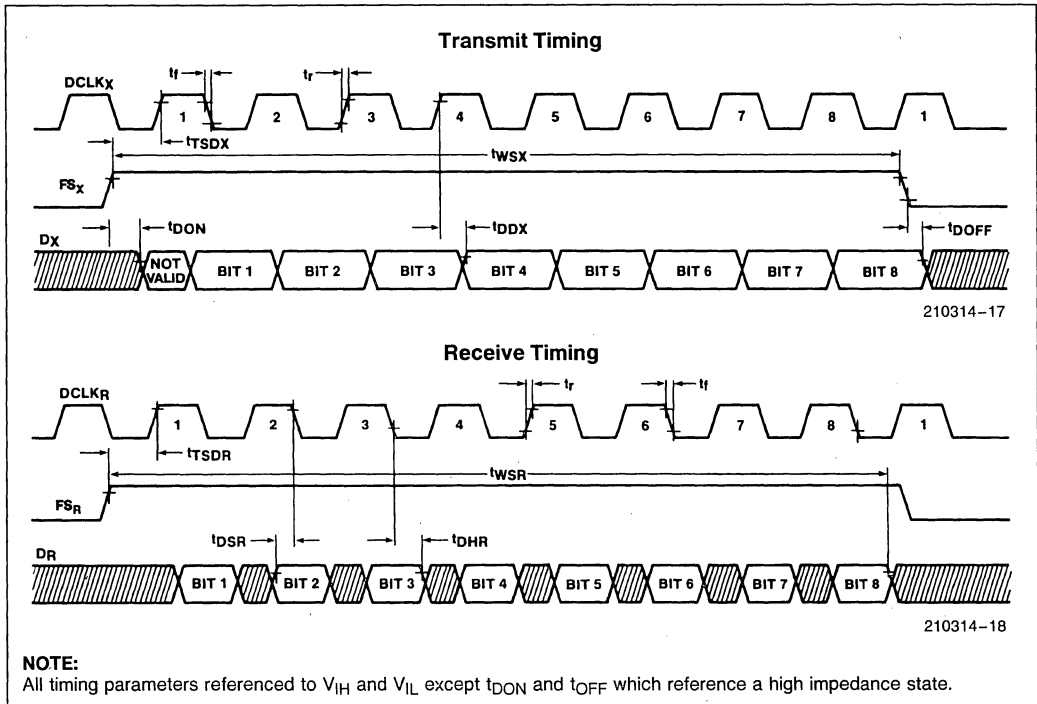 Transmit Timing
tf
tr
DCLKX
1 2 3 4 5 6 7 8 1
tTSDX
tWSX
FSX
tDON
tDDX
tDOFF
DX
NOT VALID BIT 1 BIT 2 BIT 3 BIT 4 BIT 5 BIT 6 BIT 7 BIT 8
210314-17
Receive Timing
DCLKR
tr
tf
1 2 3 4 5 6 7 8 1
tTSDR
tWSR
FSR
tDSR
tDHR
DR
BIT 1 BIT 2 BIT 3 BIT 4 BIT 5 BIT 6 BIT 7 BIT 8
210314-18
NOTE:
All timing parameters referenced to VIH and VIL except tDON and tOFF which reference a high impedance state.